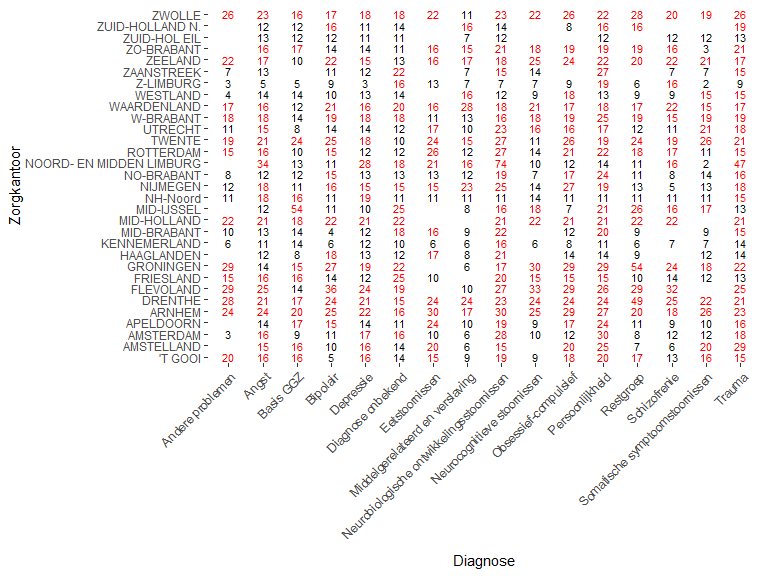 ZWOLLE 26 23 16 17 18 18 22 11 23 22 26 22 28 20 19 26
ZUID-HOLLAND N. 12 12 16 11 14 16 14 8 16 16 19
ZUID-HOL EIL 13 12 12 11 11 7 12 12 12 12 13
ZO-BRABANT 16 17 14 14 11 16 15 21 18 19 19 19 16 3 21
ZEELAND 22 17 10 22 15 13 16 17 18 25 24 22 20 22 21 17
ZAANSTREEK 7 13 11 12 22 7 15 14 27 7 7 15
Z-LIMBURG 3 5 5 9 3 16 13 7 7 7 9 19 6 16 2 9
WESTLAND 4 14 14 10 13 14 16 12 9 18 13 9 9 15 15
WAARDENLAND 17 16 12 21 16 20 16 28 18 21 17 18 17 22 15 17
W-BRABANT 18 18 14 19 18 18 11 13 16 18 19 25 19 15 19 19
UTRECHT 11 15 8 14 14 12 17 10 23 16 16 17 12 11 21 18
TWENTE 19 21 24 25 18 10 24 15 27 11 26 19 24 19 26 21
ROTTERDAM 15 16 10 15 12 12 26 12 27 14 21 22 18 17 11 15
NOORD- EN MIDDEN LIMBURG 34 13 11 28 18 21 16 74 10 12 14 11 16 2 47
NO-BRABANT 8 12 12 12 15 13 13 12 19 7 17 24 11 8 14 16
NIJMEGEN 12 18 11 16 15 15 15 23 25 14 27 19 13 5 13 18
NH-Noord 11 18 16 11 19 11 11 11 14 11 11 11 11 11 11 15
MID-IJSSEL 12 54 11 10 25 8 16 18 7 21 26 16 17 13
MID-HOLLAND 22 21 18 22 21 22 21 22 21 21 22 22 21
MID-BRABANT 10 13 14 4 12 18 16 9 22 12 20 9 9 15
KENNEMERLAND 6 11 14 6 12 10 6 6 16 6 8 11 6 7 7 14
HAAGLANDEN 12 8 18 13 12 17 8 21 14 14 9 12 14
GRONINGEN 29 14 15 27 19 22 6 17 30 29 29 54 24 18 22
FRIESLAND 15 16 16 14 12 25 10 20 15 15 15 10 14 12 13
FLEVOLAND 29 25 14 36 24 19 10 27 33 29 26 29 32 25
DRENTHE 28 21 17 24 21 15 24 24 23 24 24 24 49 25 22 21
ARNHEM 24 24 20 25 22 16 30 17 30 25 29 27 20 18 26 23
APELDOORN 14 17 15 14 11 24 10 19 9 17 24 11 9 10 16
AMSTERDAM 3 16 9 11 17 16 10 6 28 10 12 30 8 12 12 18
AMSTELLAND 15 16 10 16 14 20 6 15 20 25 7 6 20 29
'T GOOI 20 16 16 5 16 14 15 9 19 9 18 20 17 13 16 15
Zorgkantoor
Andere problemen
Angst
Basis GGZ
Bipolair
Depressie
Diagnose onbekend
Eetstoornissen
Middelgerelateerd en verslaving
Neurobiologische ontwikkelingsstoornissen
Neurocognitieve stoornissen
Obsessief-compulsief
Persoonlijkheid
Restgroep
Schizofrenie
Somatische symptoomstoornissen
Trauma
Diagnose